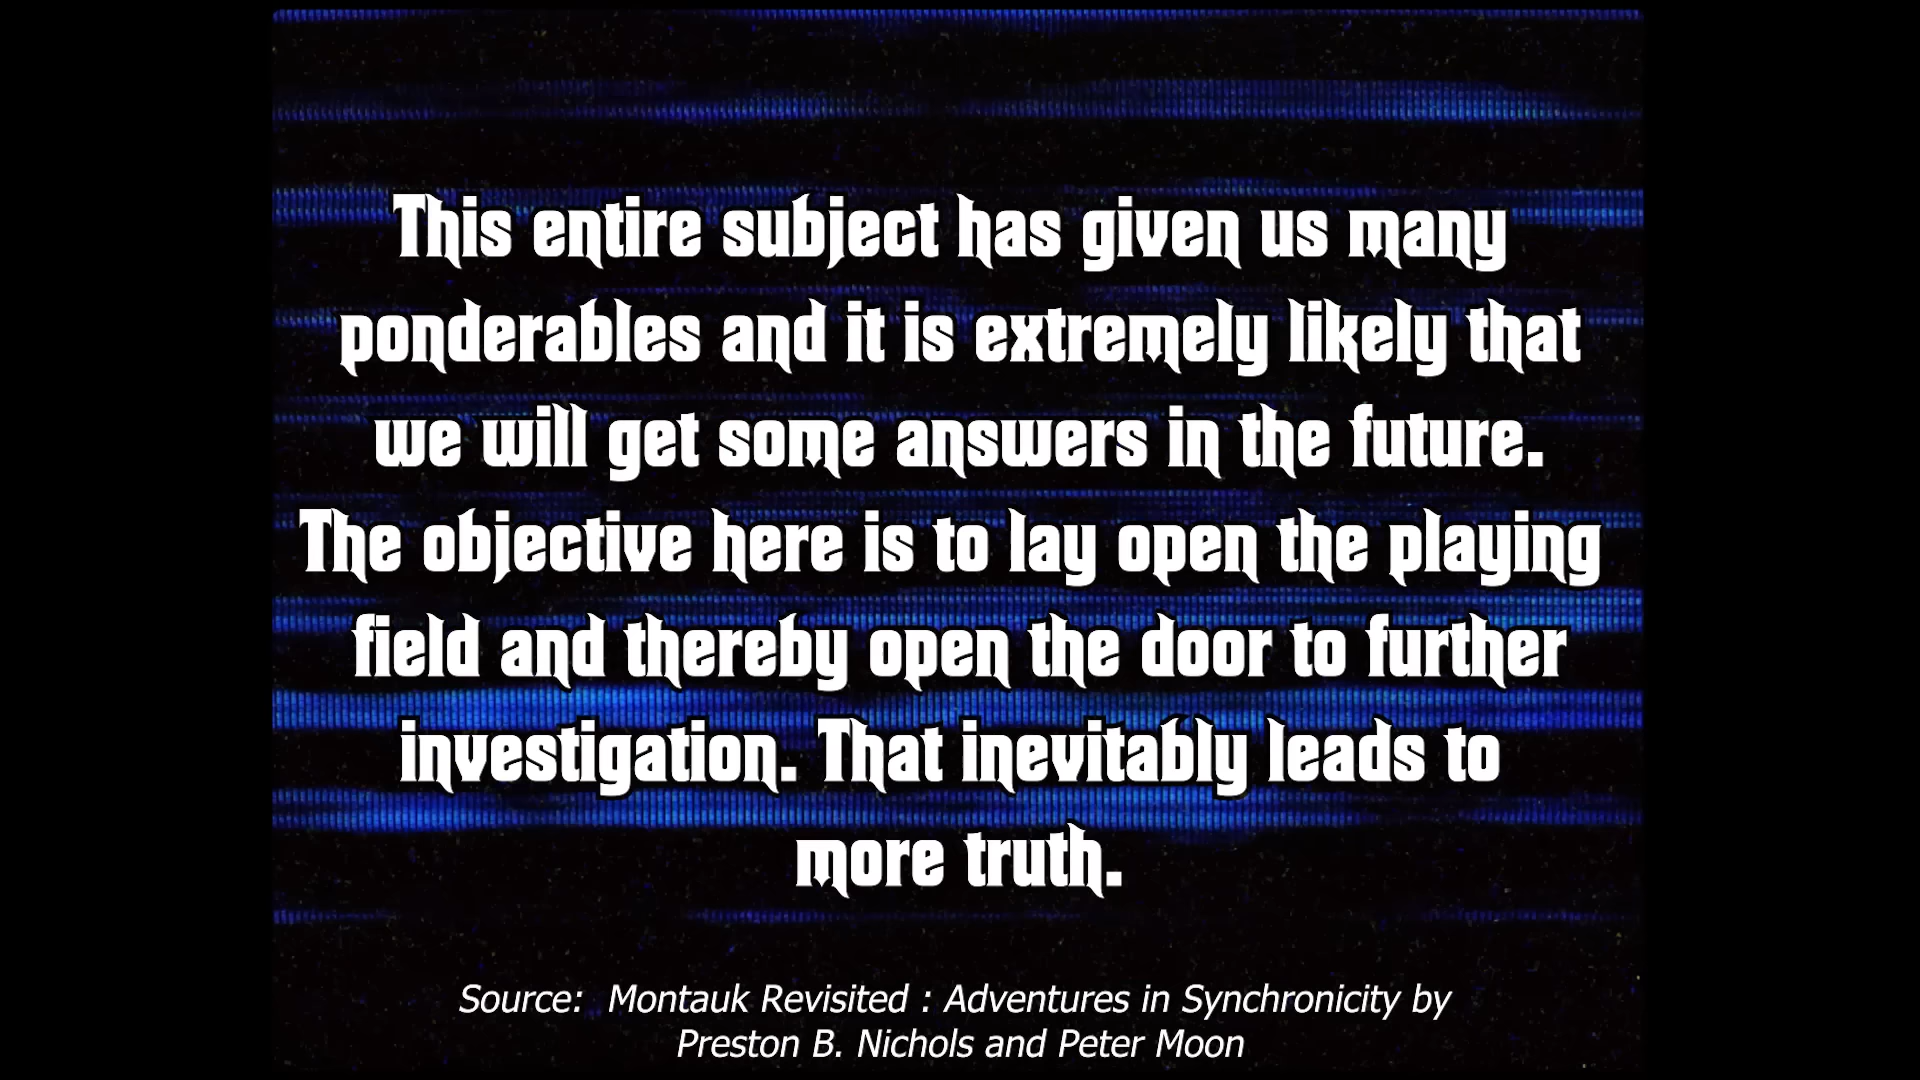 This entire subject has given us many
ponderables and it is extremely likely that
we will get some answers in the future.
The objective here is to lay open the playing
field and thereby open the door to further
investigation. That inevitably leads to
more truth.
Source: Montauk Revisited : Adventures in Synchronicity by
Preston B. Nichols and Peter Moon